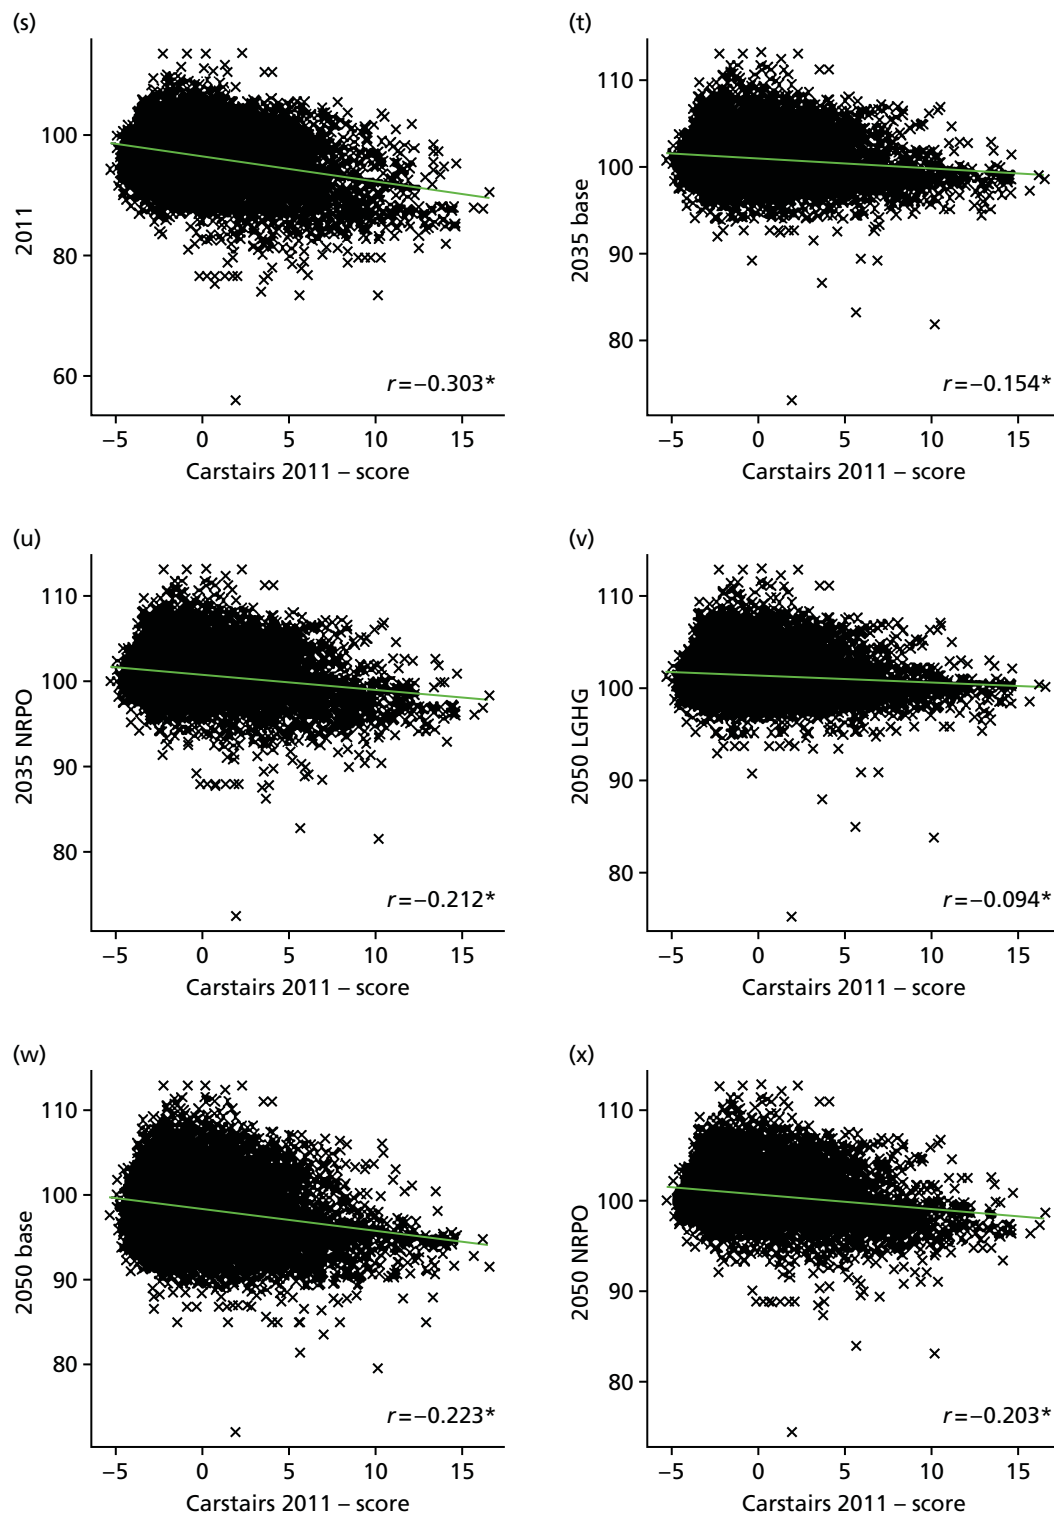 (s)
100
80
60
2011
r=−0.303*
−5 0 5 10 15
Carstairs 2011 – score
(t)
110
100
90
80
2035 base
r=−0.154*
−5 0 5 10 15
Carstairs 2011 – score
(u)
110
100
90
80
2035 NRPO
r=−0.212*
−5 0 5 10 15
Carstairs 2011 – score
(v)
110
100
90
80
2050 LGHG
r=−0.094*
−5 0 5 10 15
Carstairs 2011 – score
(w)
110
100
90
80
2050 base
r=−0.223*
−5 0 5 10 15
Carstairs 2011 – score
(x)
110
100
90
80
2050 NRPO
r=−0.203*
−5 0 5 10 15
Carstairs 2011 – score